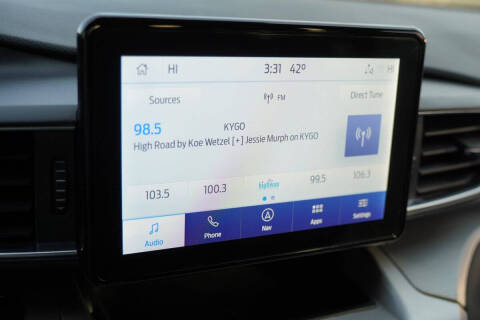 HI 3:31 42° HI
Sources FM Direct Tune
98.5 KYGO
High Road by Koe Wetzel [+] Jessie Murph on KYGO
103.5 100.3 99.5 106.3
Audio Phone Nav Apps Settings